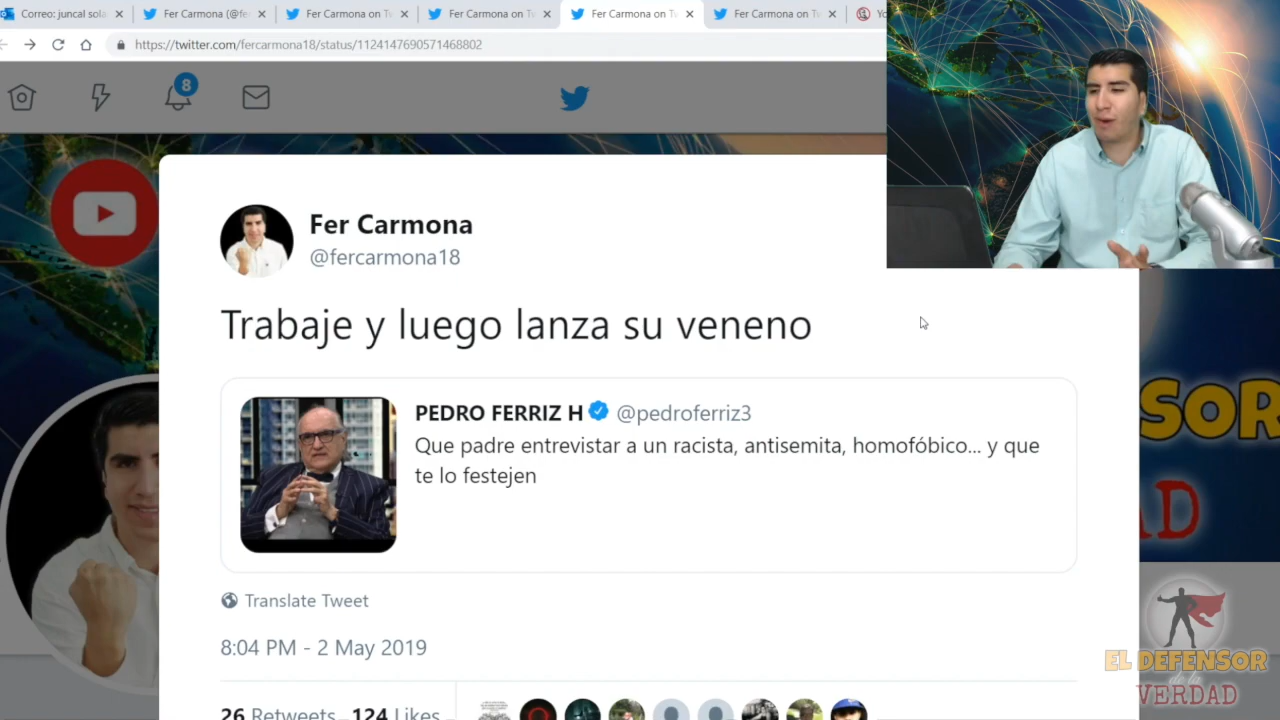 Correo: juncal sola
Fer Carmona (@fe
Fer Carmona on Tw
Fer Carmona on Tw
Fer Carmona on Tw
Fer Carmona on Tw
https://twitter.com/fercarmona18/status/1124147690571468802
8
Fer Carmona
@fercarmona18
Trabaje y luego lanza su veneno
PEDRO FERRIZ H @pedroferriz3
Que padre entrevistar a un racista, antisemita, homofóbico... y que
te lo festejen
Translate Tweet
8:04 PM - 2 May 2019
26 Retweets 124 Likes
EL DEFENSOR
de la
VERDAD